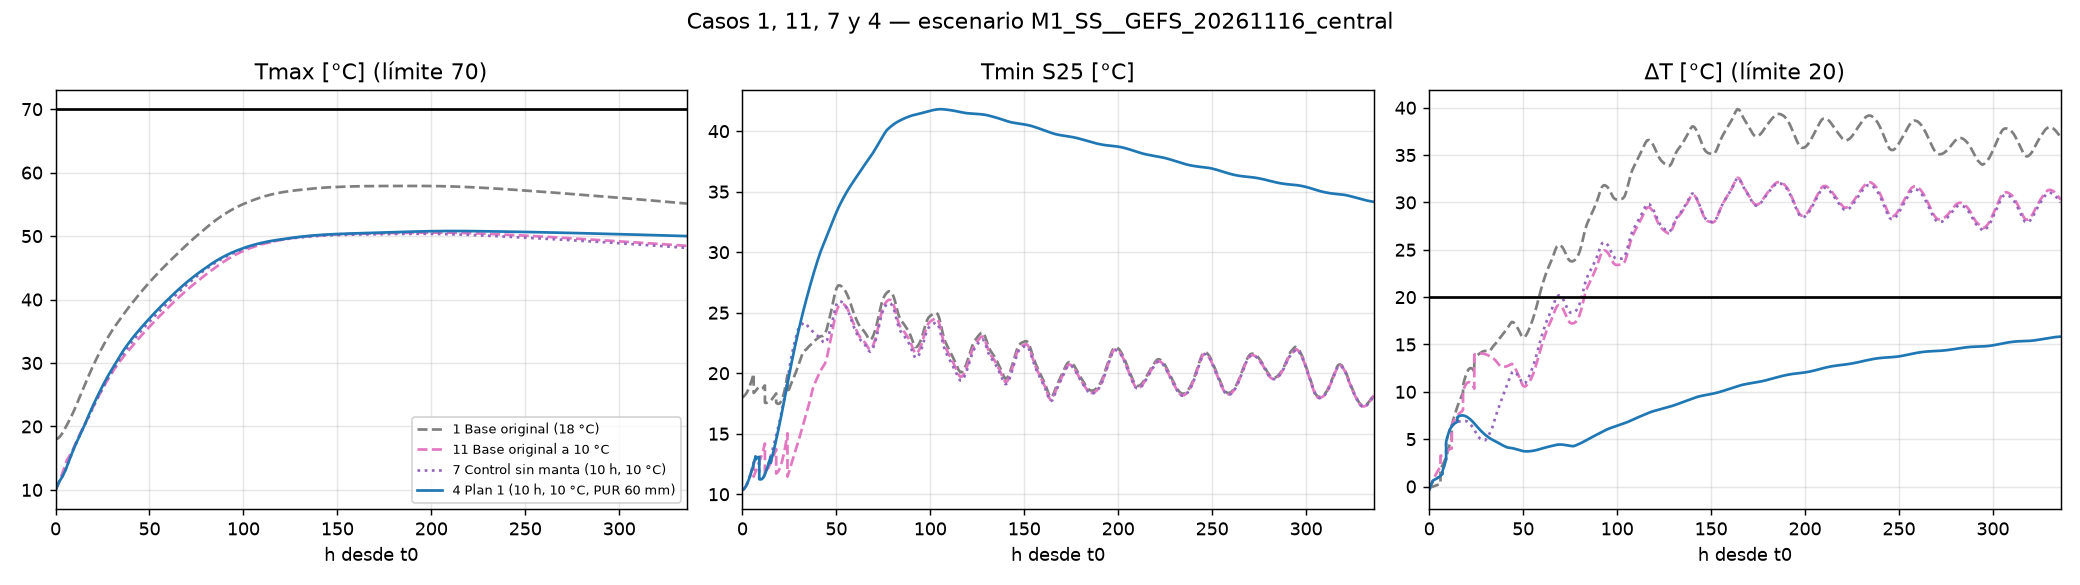 Casos 1, 11, 7 y 4 — escenario M1_SS__GEFS_20261116_central
Tmax [°C] (límite 70)
70
60
50
40
30
20
10
0 50 100 150 200 250 300
h desde t0
1 Base original (18 °C)
11 Base original a 10 °C
7 Control sin manta (10 h, 10 °C)
4 Plan 1 (10 h, 10 °C, PUR 60 mm)
Tmin S25 [°C]
40
35
30
25
20
15
10
0 50 100 150 200 250 300
h desde t0
ΔT [°C] (límite 20)
40
35
30
25
20
15
10
5
0
0 50 100 150 200 250 300
h desde t0